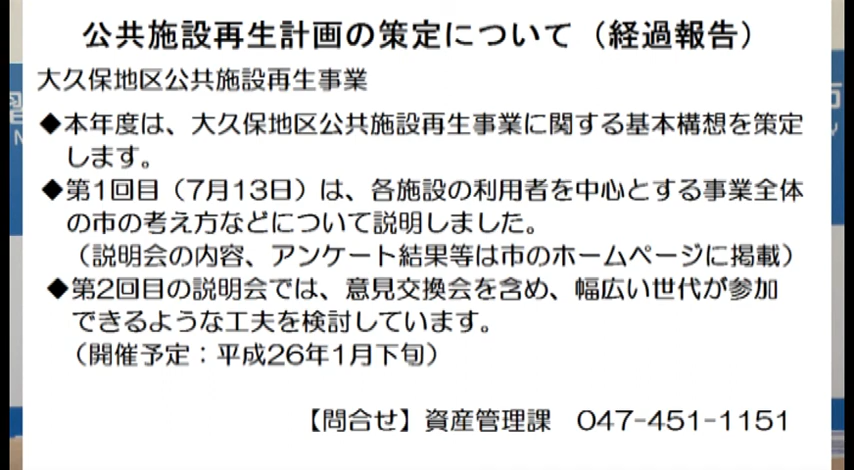 公共施設再生計画の策定について（経過報告）
大久保地区公共施設再生事業
◆本年度は、大久保地区公共施設再生事業に関する基本構想を策定
します。
◆第1回目（7月13日）は、各施設の利用者を中心とする事業全体
の市の考え方などについて説明しました。
（説明会の内容、アンケート結果等は市のホームページに掲載）
◆第2回目の説明会では、意見交換会を含め、幅広い世代が参加
できるような工夫を検討しています。
（開催予定：平成26年1月下旬）
【問合せ】資産管理課　047-451-1151